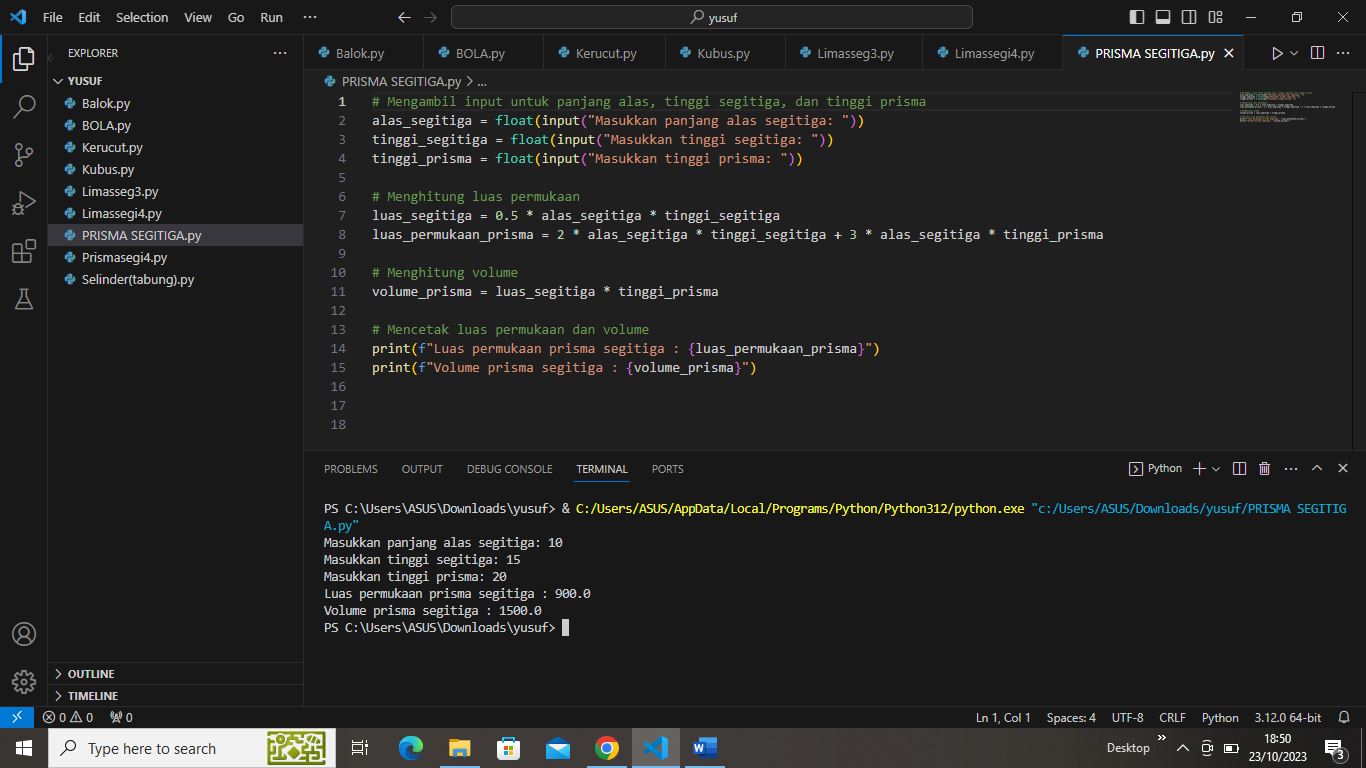 File Edit Selection View Go Run ··· yusuf
EXPLORER ···
YUSUF
Balok.py
BOLA.py
Kerucut.py
Kubus.py
Limasseg3.py
Limassegi4.py
PRISMA SEGITIGA.py
Prismasegi4.py
Selinder(tabung).py
OUTLINE
TIMELINE
Balok.py BOLA.py Kerucut.py Kubus.py Limasseg3.py Limassegi4.py PRISMA SEGITIGA.py
PRISMA SEGITIGA.py > ...
1 # Mengambil input untuk panjang alas, tinggi segitiga, dan tinggi prisma
2 alas_segitiga = float(input("Masukkan panjang alas segitiga: "))
3 tinggi_segitiga = float(input("Masukkan tinggi segitiga: "))
4 tinggi_prisma = float(input("Masukkan tinggi prisma: "))
5
6 # Menghitung luas permukaan
7 luas_segitiga = 0.5 * alas_segitiga * tinggi_segitiga
8 luas_permukaan_prisma = 2 * alas_segitiga * tinggi_segitiga + 3 * alas_segitiga * tinggi_prisma
9
10 # Menghitung volume
11 volume_prisma = luas_segitiga * tinggi_prisma
12
13 # Mencetak luas permukaan dan volume
14 print(f"Luas permukaan prisma segitiga : {luas_permukaan_prisma}")
15 print(f"Volume prisma segitiga : {volume_prisma}")
16
17
18
PROBLEMS OUTPUT DEBUG CONSOLE TERMINAL PORTS Python
PS C:\Users\ASUS\Downloads\yusuf> & C:/Users/ASUS/AppData/Local/Programs/Python/Python312/python.exe "c:/Users/ASUS/Downloads/yusuf/PRISMA SEGITIG
A.py"
Masukkan panjang alas segitiga: 10
Masukkan tinggi segitiga: 15
Masukkan tinggi prisma: 20
Luas permukaan prisma segitiga : 900.0
Volume prisma segitiga : 1500.0
PS C:\Users\ASUS\Downloads\yusuf>
0 0 0 Ln 1, Col 1 Spaces: 4 UTF-8 CRLF Python 3.12.0 64-bit
Type here to search Desktop 18:50
23/10/2023 3